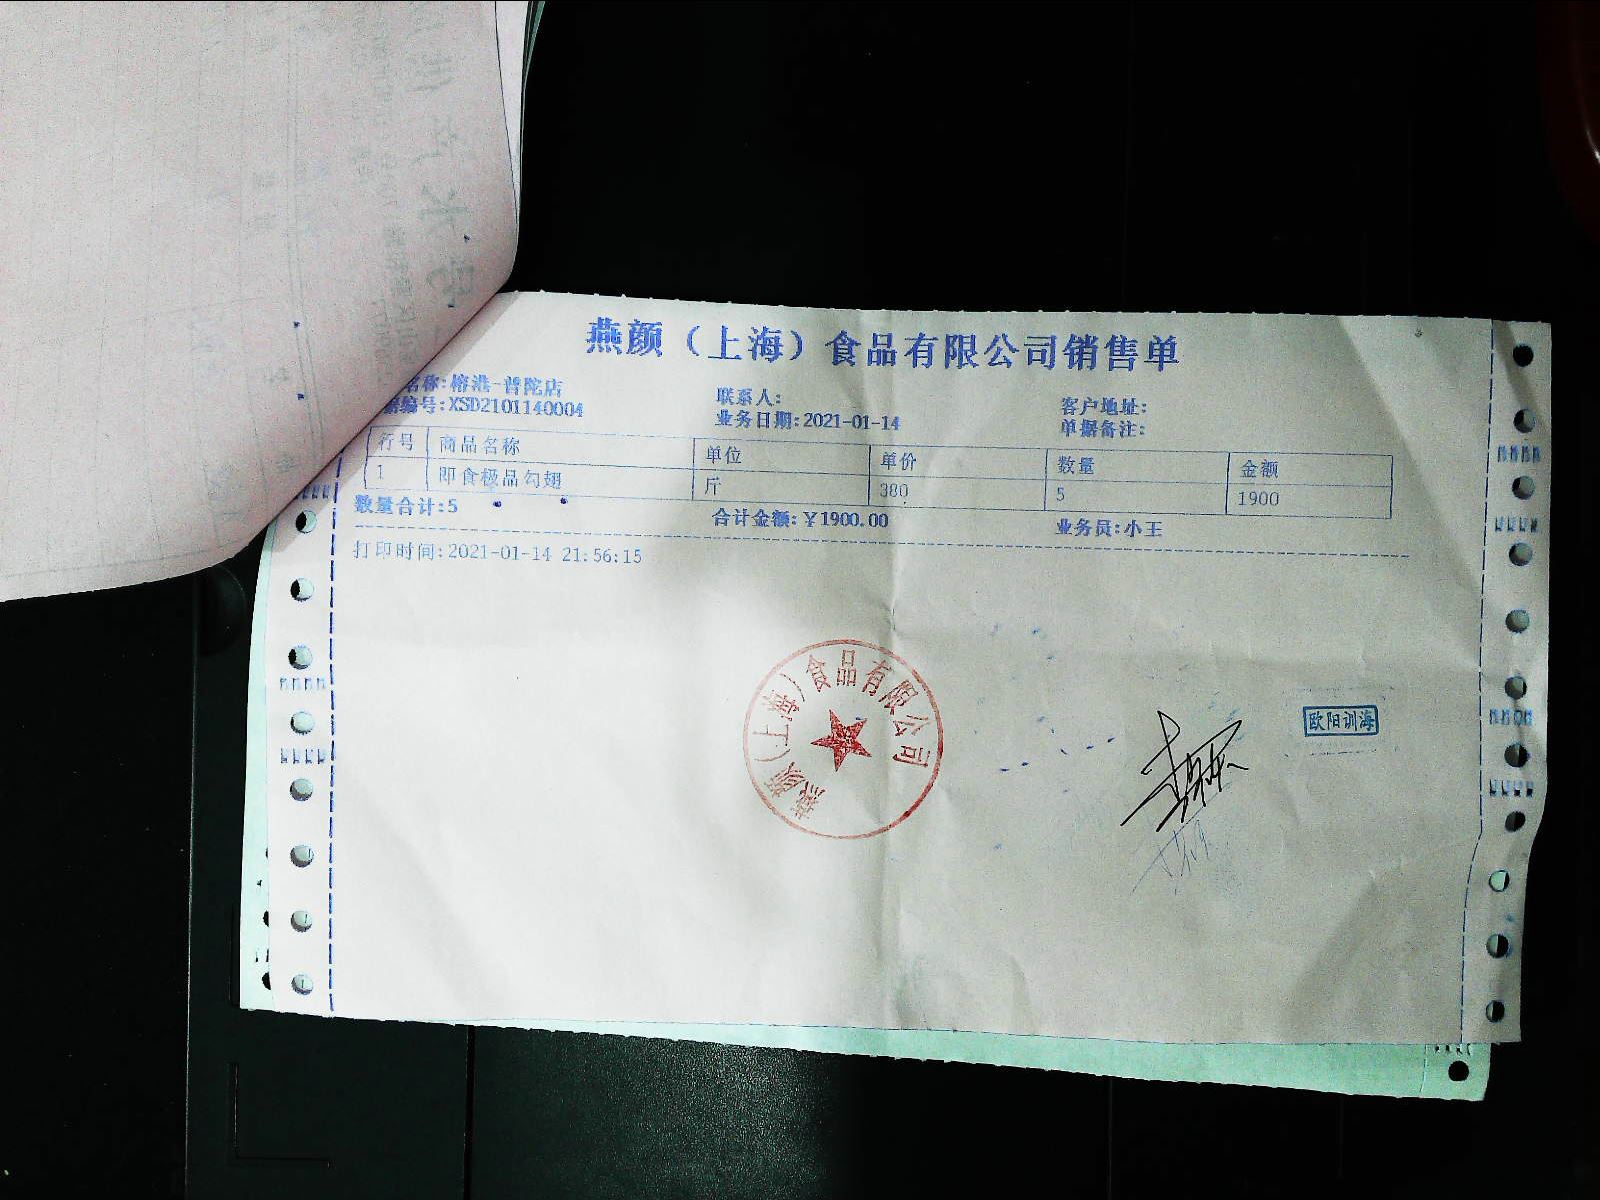 燕颜（上海）食品有限公司销售单
名称:榕港-普陀店 联系人: 客户地址:
编号:XSD2101140004 业务日期:2021-01-14 单据备注:
行号 商品名称 单位 单价 数量 金额
1 即食极品勾翅 斤 380 5 1900
数量合计:5 合计金额:￥1900.00 业务员:小王
打印时间:2021-01-14 21:56:15
燕颜（上海）食品有限公司
欧阳训海